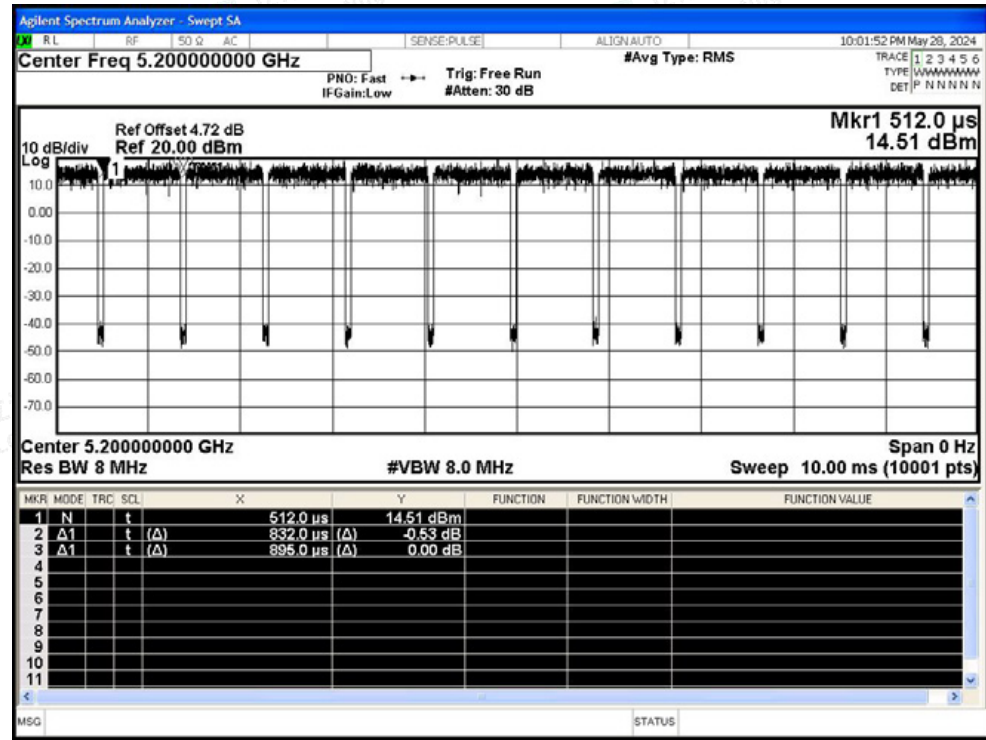 Agilent Spectrum Analyzer - Swept SA
RL RF 50 Ω AC SENSE:PULSE ALIGNAUTO 10:01:52 PM May 28, 2024
Center Freq 5.200000000 GHz #Avg Type: RMS TRACE 1 2 3 4 5 6
PNO: Fast Trig: Free Run TYPE WWWWWW
IFGain:Low #Atten: 30 dB DET P N N N N N
Mkr1 512.0 µs
Ref Offset 4.72 dB
10 dB/div Ref 20.00 dBm 14.51 dBm
Log
1
10.0
0.00
-10.0
-20.0
-30.0
-40.0
-50.0
-60.0
-70.0
Center 5.200000000 GHz Span 0 Hz
Res BW 8 MHz #VBW 8.0 MHz Sweep 10.00 ms (10001 pts)
MKR MODE TRC SCL X Y FUNCTION FUNCTION WIDTH FUNCTION VALUE
1 N t 512.0 µs 14.51 dBm
2 Δ1 t (Δ) 832.0 µs (Δ) -0.53 dB
3 Δ1 t (Δ) 895.0 µs (Δ) 0.00 dB
4
5
6
7
8
9
10
11
MSG STATUS